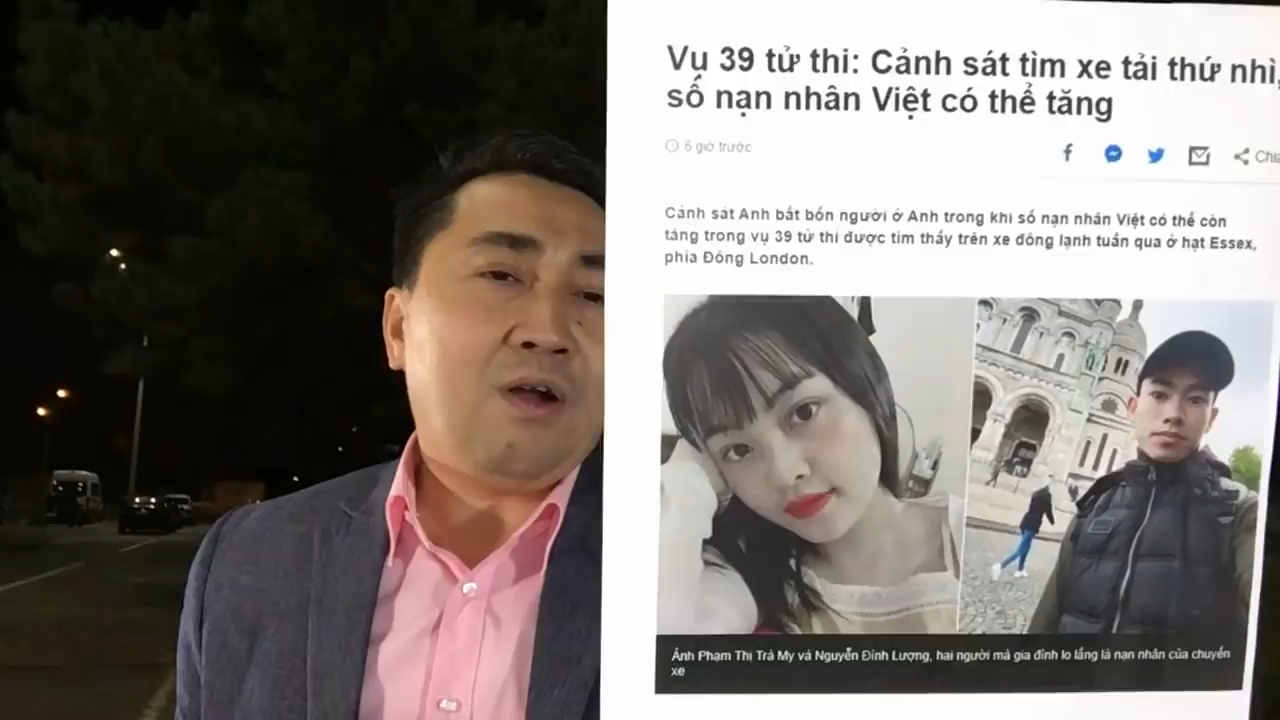 Vụ 39 tử thi: Cảnh sát tìm xe tải thứ nhì,
số nạn nhân Việt có thể tăng
6 giờ trước
Cảnh sát Anh bắt bốn người ở Anh trong khi số nạn nhân Việt có thể còn
tăng trong vụ 39 tử thi được tìm thấy trên xe đông lạnh tuần qua ở hạt Essex,
phía Đông London.
Ảnh Phạm Thị Trà My và Nguyễn Đình Lượng, hai người mà gia đình lo lắng là nạn nhân của chuyến
xe